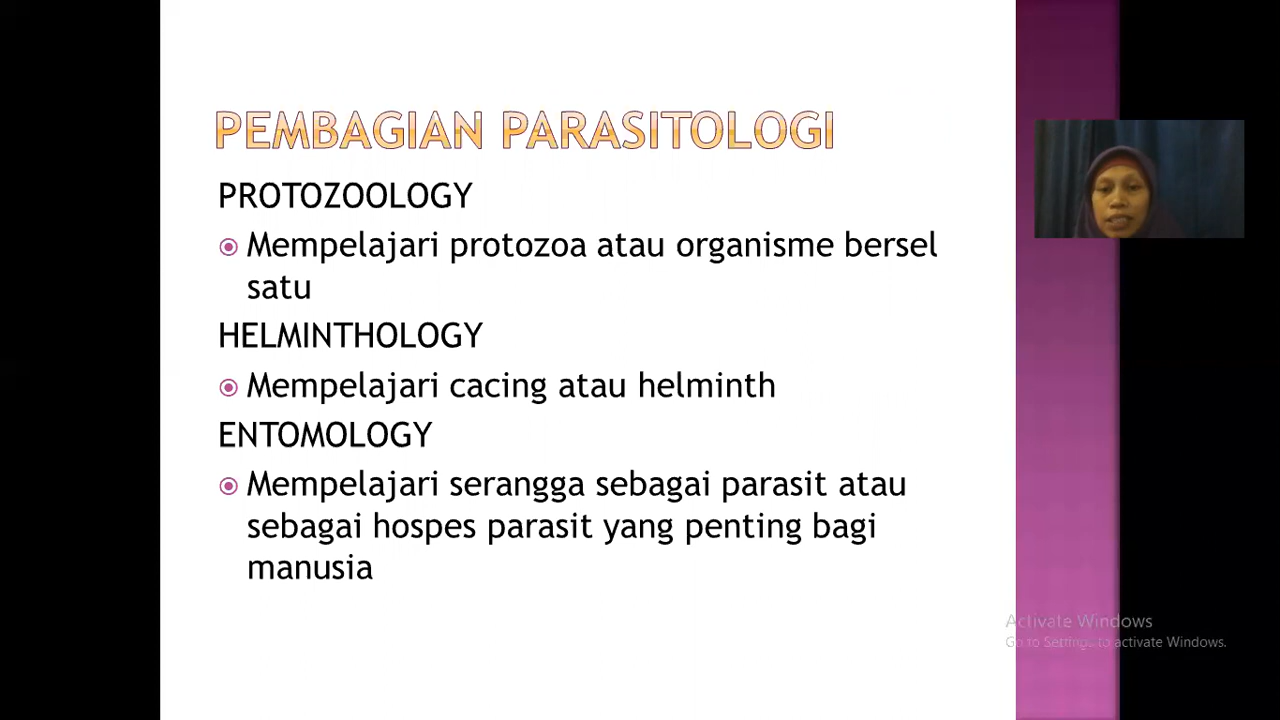 PEMBAGIAN PARASITOLOGI
PROTOZOOLOGY
Mempelajari protozoa atau organisme bersel
satu
HELMINTHOLOGY
Mempelajari cacing atau helminth
ENTOMOLOGY
Mempelajari serangga sebagai parasit atau
sebagai hospes parasit yang penting bagi
manusia
Activate Windows
Go to Settings to activate Windows.